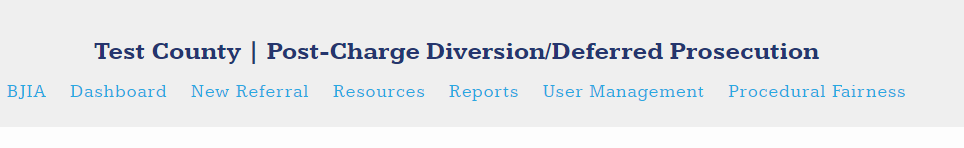 Test County | Post-Charge Diversion/Deferred Prosecution
BJIA Dashboard New Referral Resources Reports User Management Procedural Fairness